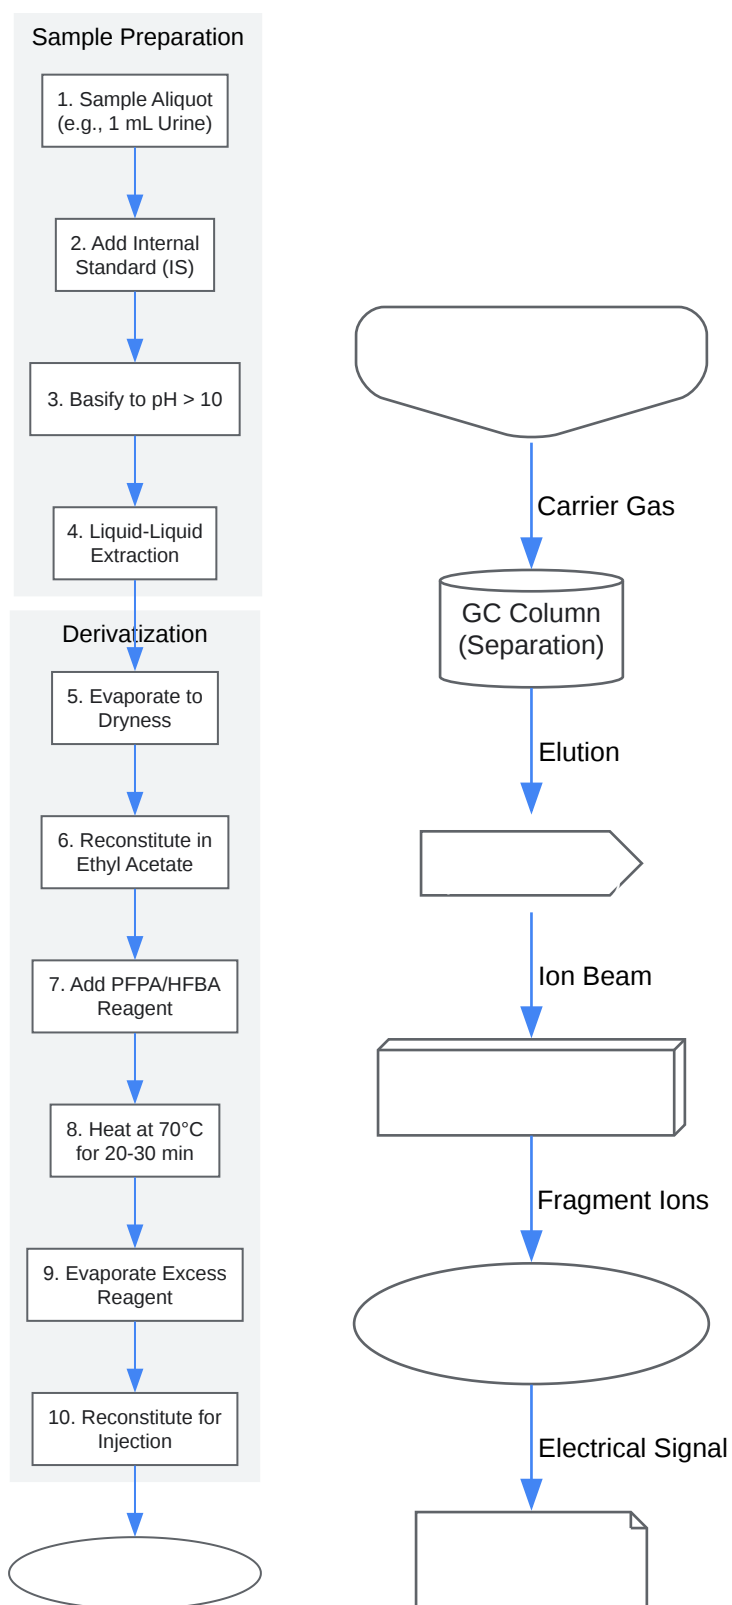 Sample Preparation
1. Sample Aliquot
(e.g., 1 mL Urine)
2. Add Internal
Standard (IS)
3. Basify to pH > 10
4. Liquid-Liquid
Extraction
Derivatization
5. Evaporate to
Dryness
6. Reconstitute in
Ethyl Acetate
7. Add PFPA/HFBA
Reagent
8. Heat at 70°C
for 20-30 min
9. Evaporate Excess
Reagent
10. Reconstitute for
Injection
Carrier Gas
GC Column
(Separation)
Elution
Ion Beam
Fragment Ions
Electrical Signal